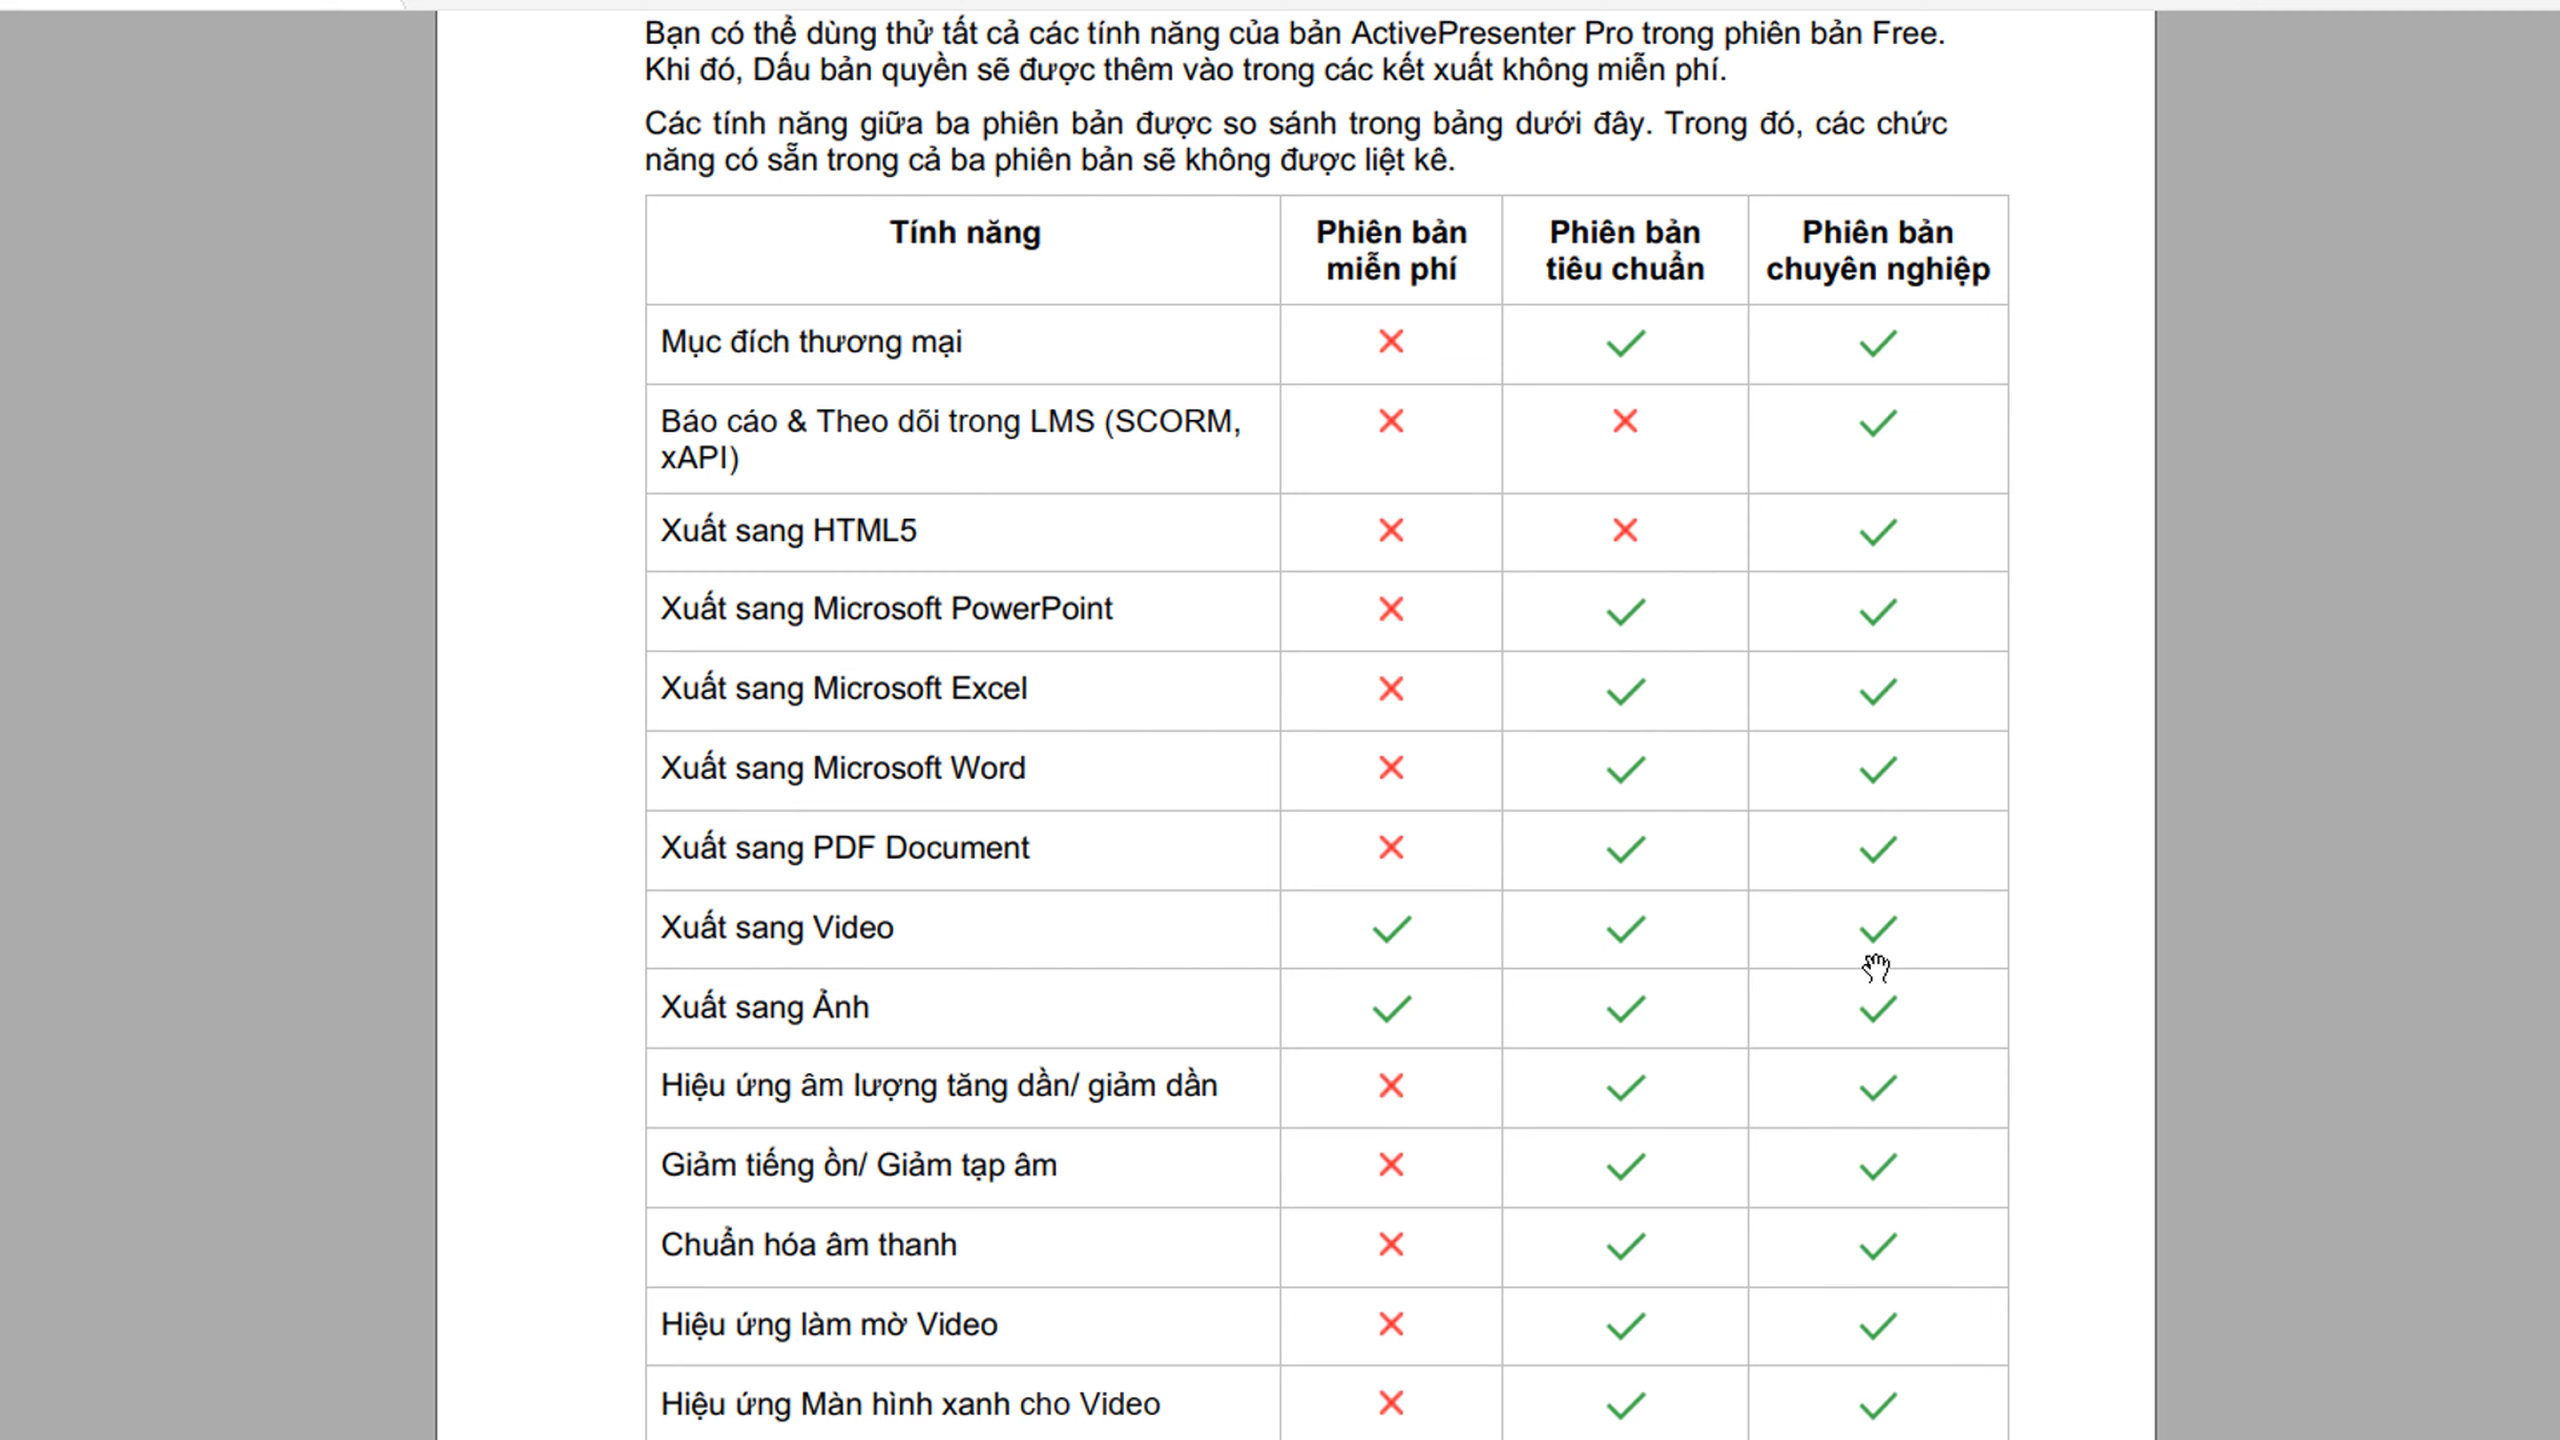 Bạn có thể dùng thử tất cả các tính năng của bản ActivePresenter Pro trong phiên bản Free.
Khi đó, Dấu bản quyền sẽ được thêm vào trong các kết xuất không miễn phí.
Các tính năng giữa ba phiên bản được so sánh trong bảng dưới đây. Trong đó, các chức
năng có sẵn trong cả ba phiên bản sẽ không được liệt kê.
Tính năng
Phiên bản
miễn phí
Phiên bản
tiêu chuẩn
Phiên bản
chuyên nghiệp
Mục đích thương mại
Báo cáo & Theo dõi trong LMS (SCORM,
xAPI)
Xuất sang HTML5
Xuất sang Microsoft PowerPoint
Xuất sang Microsoft Excel
Xuất sang Microsoft Word
Xuất sang PDF Document
Xuất sang Video
Xuất sang Ảnh
Hiệu ứng âm lượng tăng dần/ giảm dần
Giảm tiếng ồn/ Giảm tạp âm
Chuẩn hóa âm thanh
Hiệu ứng làm mờ Video
Hiệu ứng Màn hình xanh cho Video